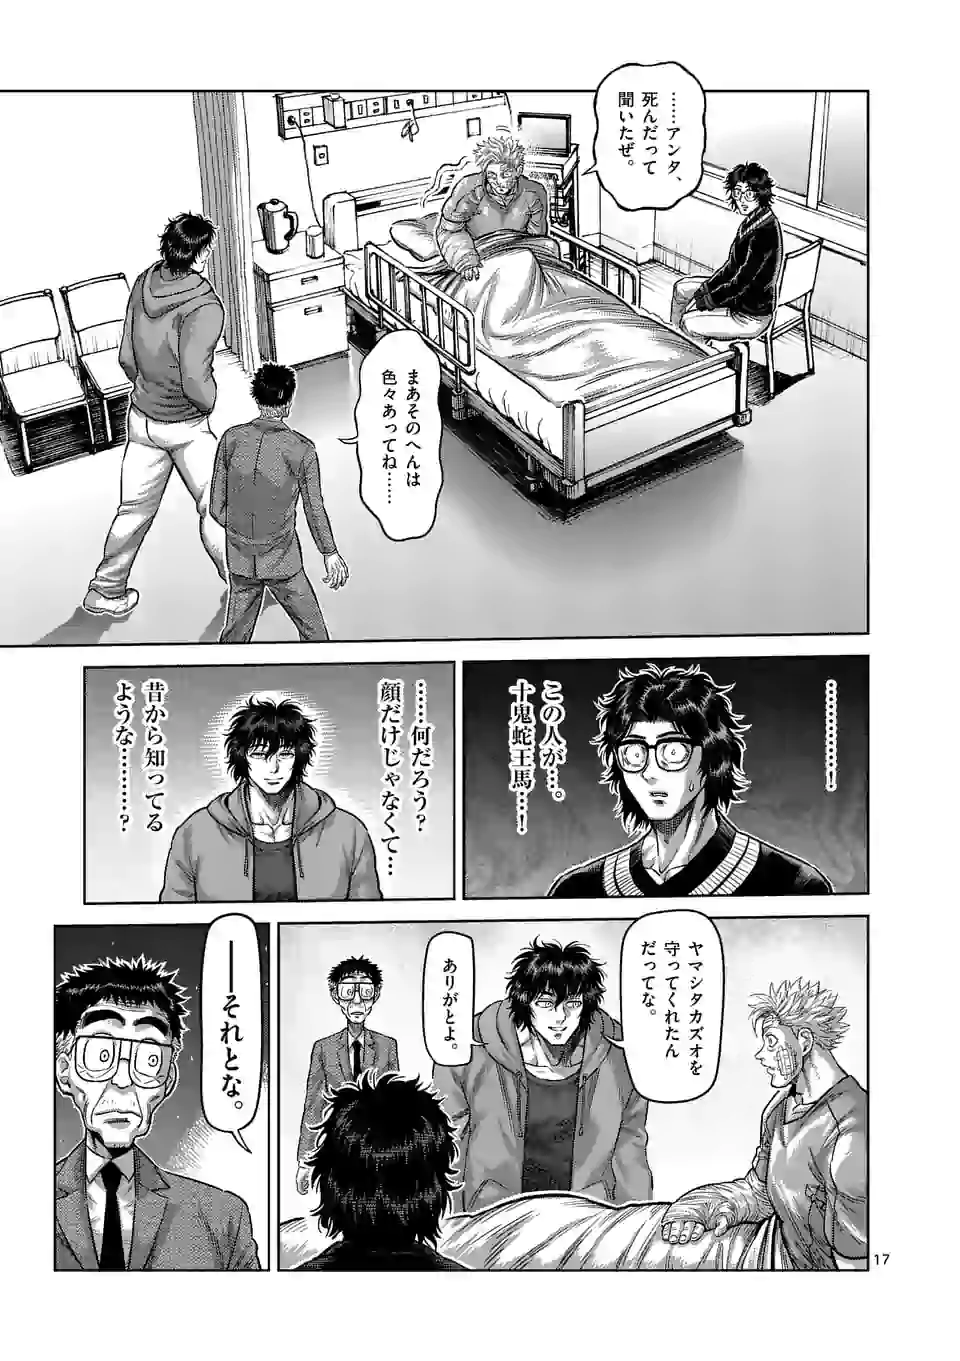 ……アンタ、
死んだって
聞いたぜ。
まあそのへんは
色々あってね……
…………！
この人が…。
十鬼蛇王馬…！
……何だろう？
顔だけじゃなくて…
昔から知ってる
ような………？
ヤマシタカズオを
守ってくれたん
だってな。
ありがとよ。
――それとな。
17